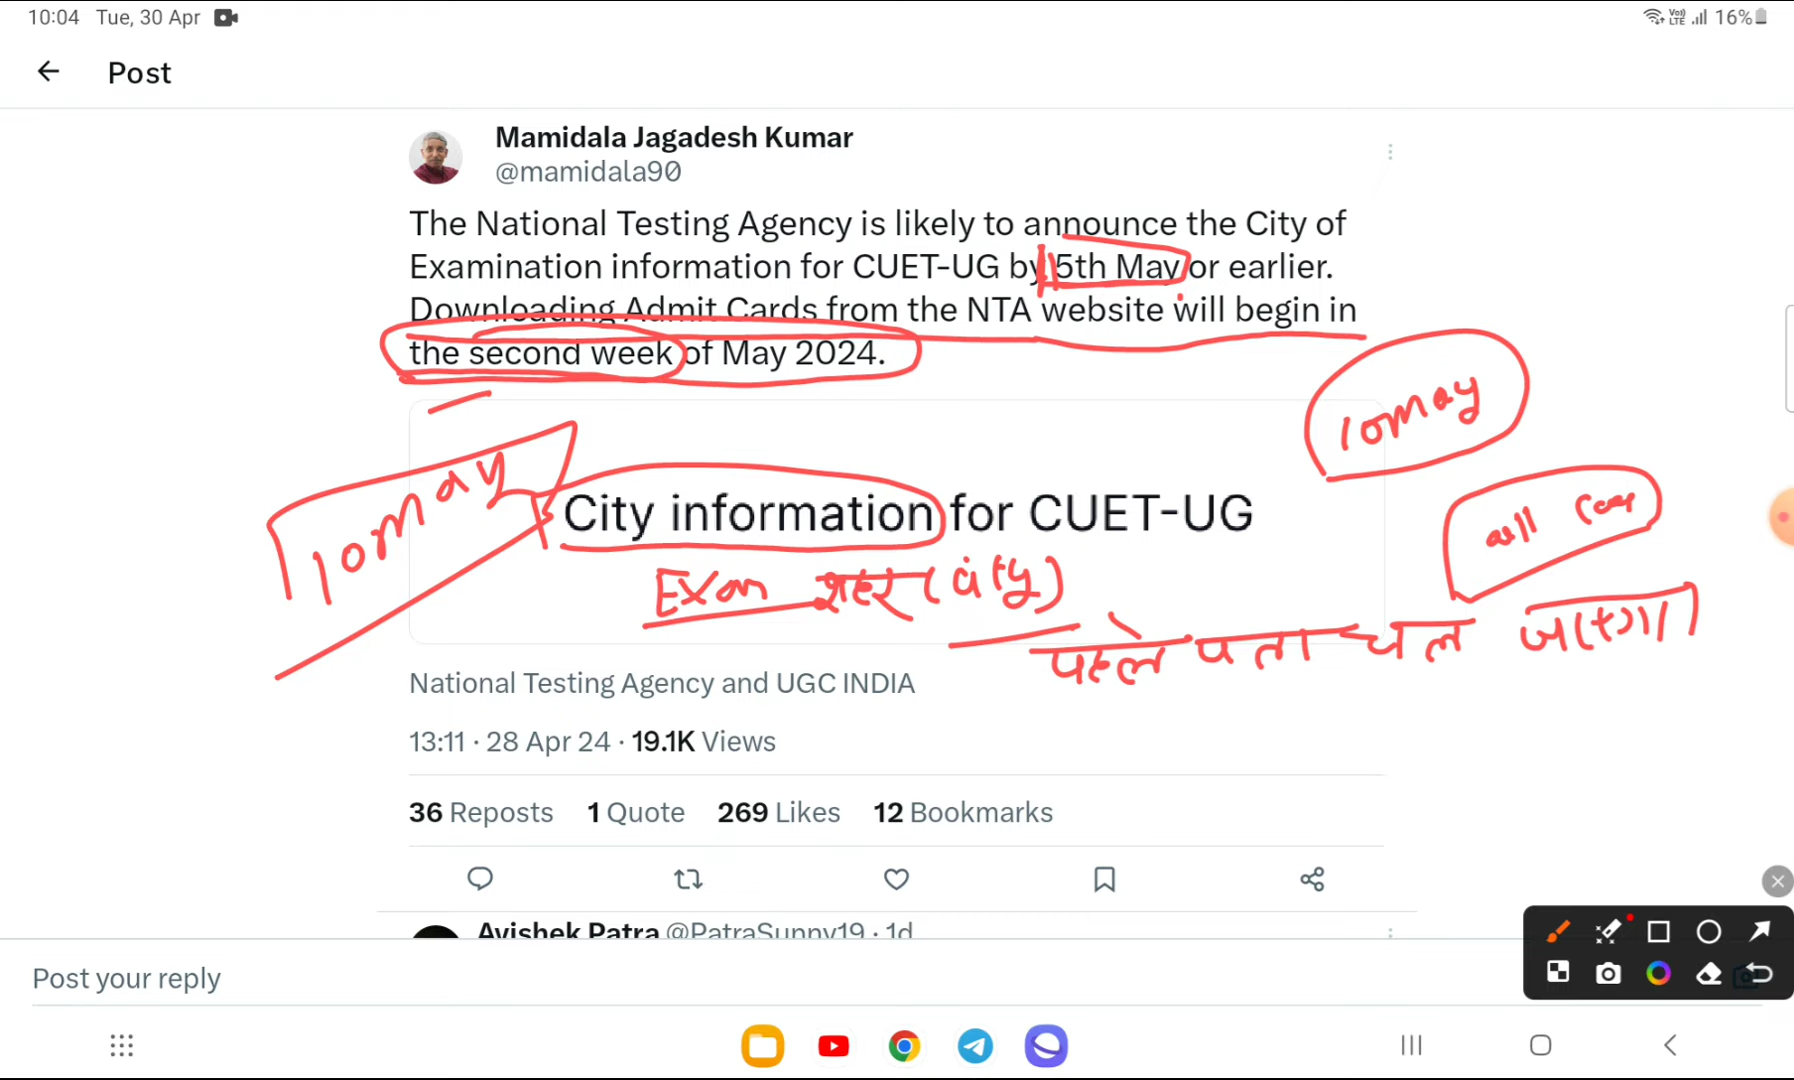 10:04 Tue, 30 Apr
Vo) LTE 16%
Post
Mamidala Jagadesh Kumar
@mamidala90
The National Testing Agency is likely to announce the City of
Examination information for CUET-UG by 5th May or earlier.
Downloading Admit Cards from the NTA website will begin in
the second week of May 2024.
10 may
10 may
City information for CUET-UG
Exam शहर (city)
पहले पता चल जाएगा
National Testing Agency and UGC INDIA
13:11 · 28 Apr 24 · 19.1K Views
36 Reposts 1 Quote 269 Likes 12 Bookmarks
Avishek Patra @PatraSunny19 · 1d
Post your reply